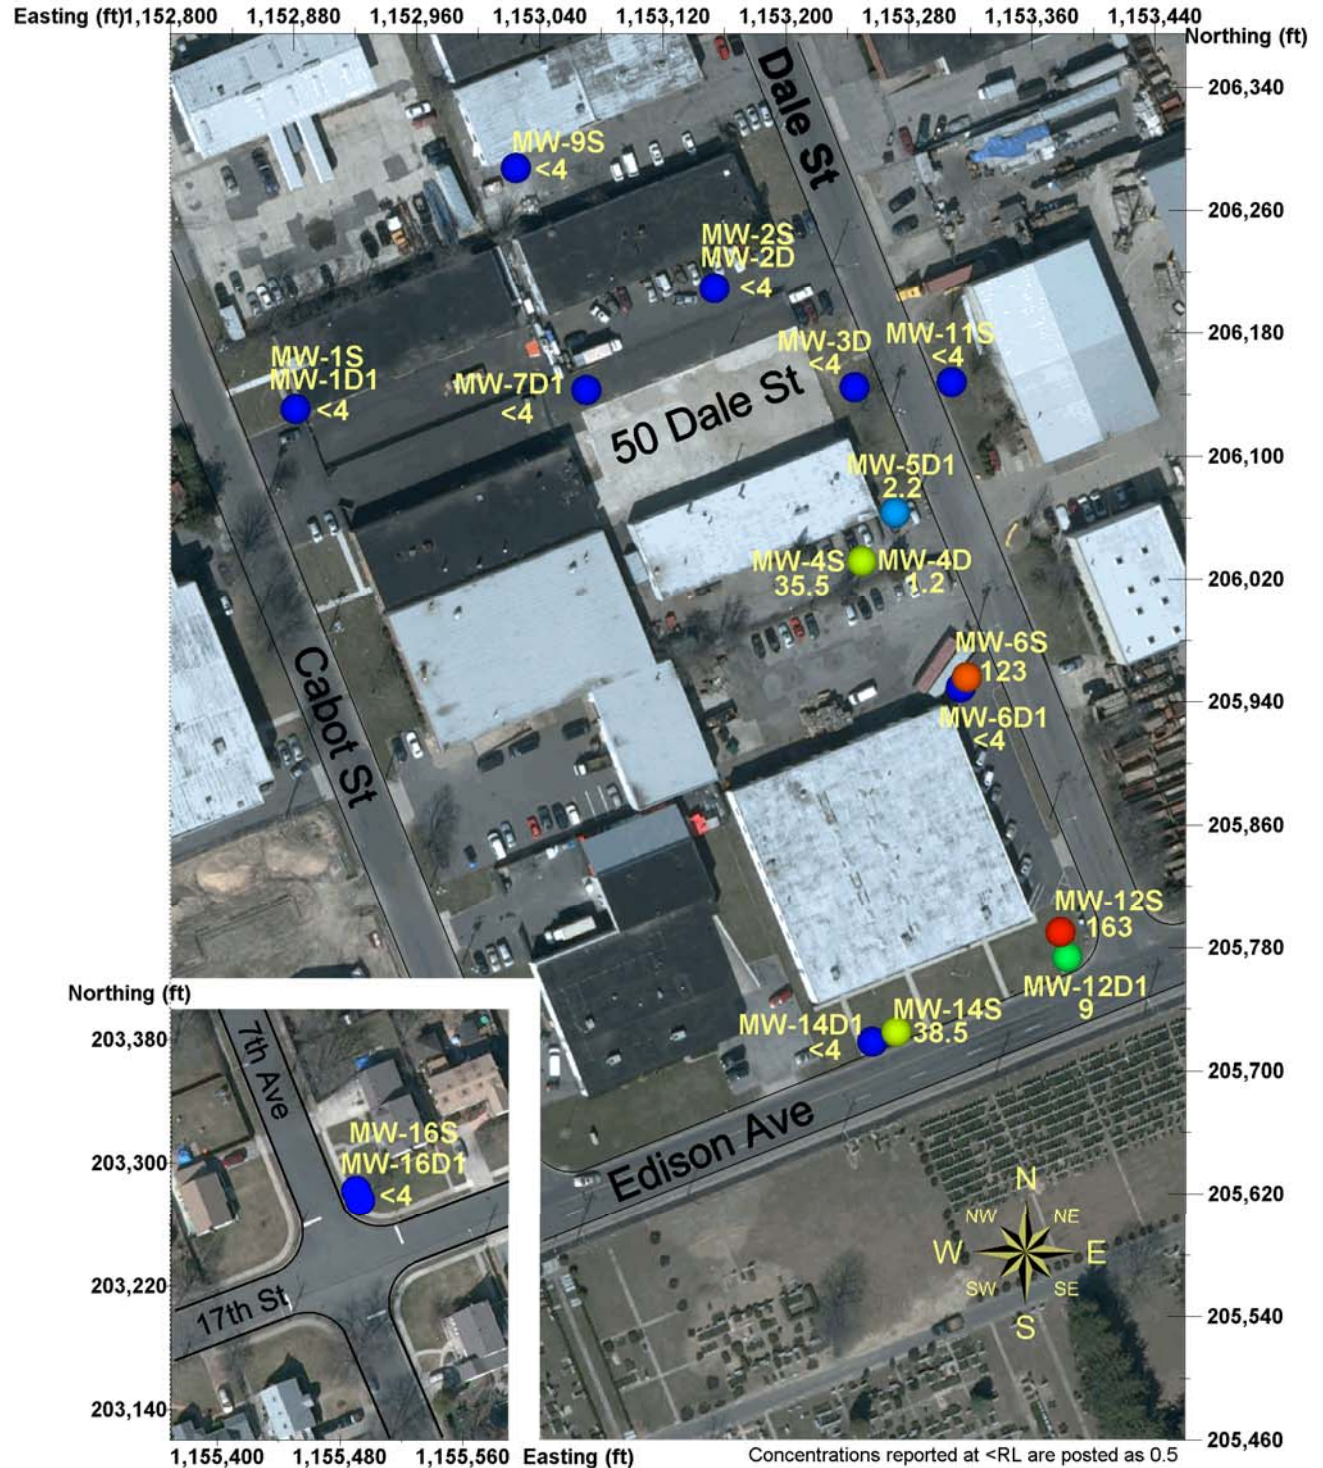 Easting (ft) 1,152,800 1,152,880 1,152,960 1,153,040 1,153,120 1,153,200 1,153,280 1,153,360 1,153,440
Northing (ft)
206,340
Dale St
MW-9S
<4
206,260
MW-2S
MW-2D
<4
206,180
MW-3D
<4
MW-11S
<4
MW-1S
MW-1D1
<4
MW-7D1
<4
50 Dale St
206,100
MW-5D1
2.2
MW-4S
35.5
MW-4D
1.2
206,020
MW-6S
123
205,940
MW-6D1
<4
Cabot St
205,860
MW-12S
163
205,780
MW-12D1
9
MW-14S
38.5
MW-14D1
<4
205,700
Edison Ave
205,620
N
NW NE
W E
SW SE
S
205,540
205,460
Northing (ft)
203,380
7th Ave
MW-16S
MW-16D1
<4
203,300
203,220
17th St
203,140
1,155,400 1,155,480 1,155,560 Easting (ft)
Concentrations reported at <RL are posted as 0.5